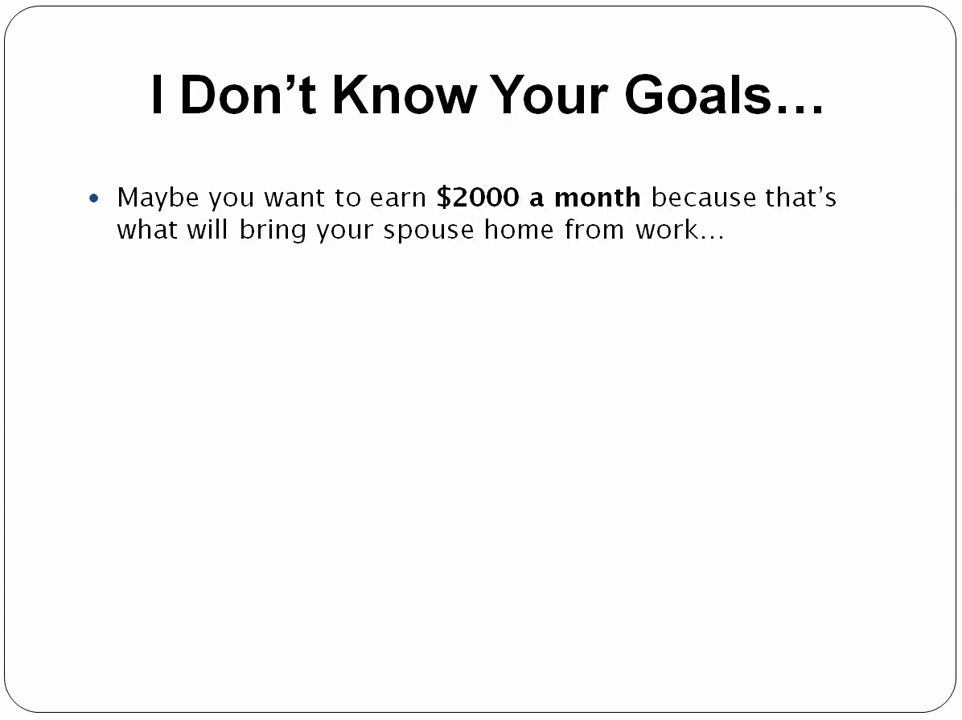 I Don’t Know Your Goals…
• Maybe you want to earn $2000 a month because that’s
what will bring your spouse home from work…